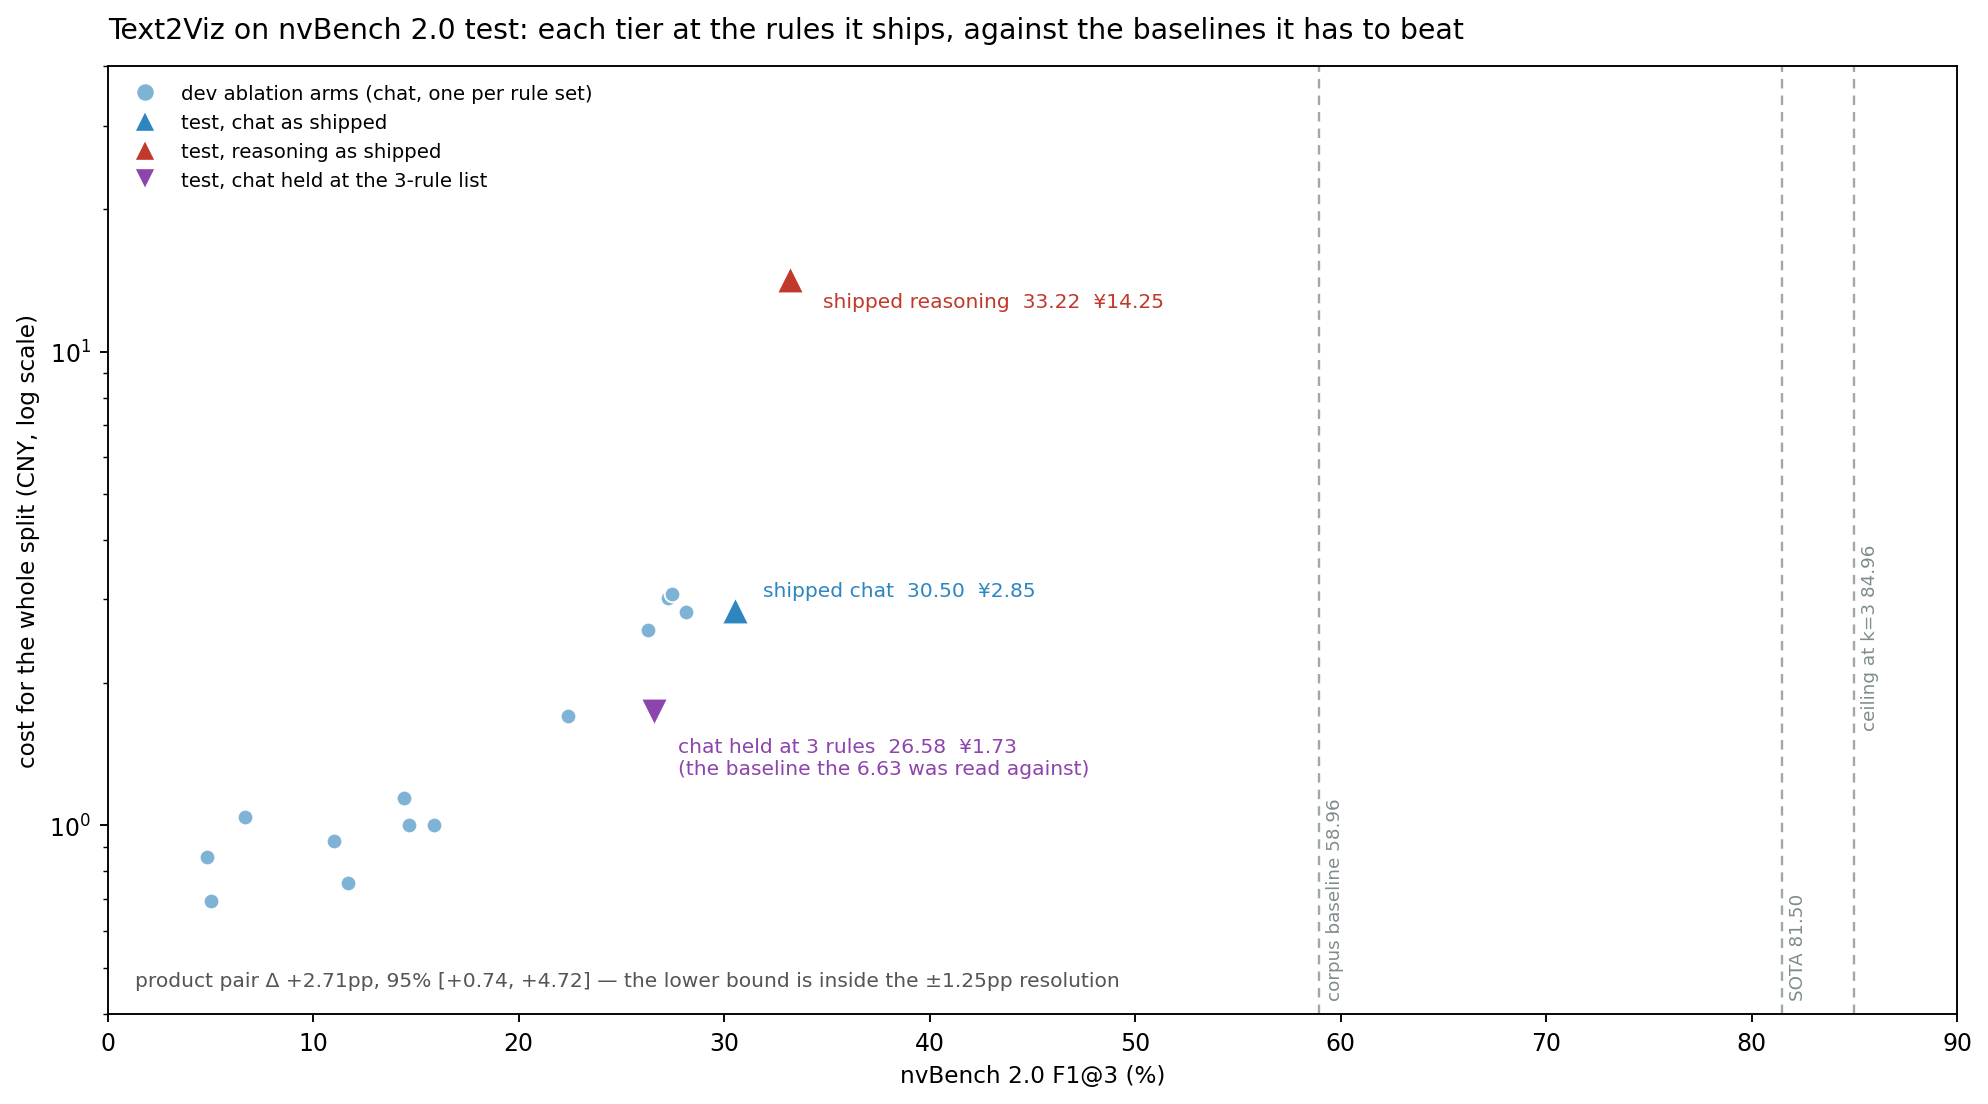 Text2Viz on nvBench 2.0 test: each tier at the rules it ships, against the baselines it has to beat
dev ablation arms (chat, one per rule set)
test, chat as shipped
test, reasoning as shipped
test, chat held at the 3-rule list
shipped reasoning 33.22 ¥14.25
shipped chat 30.50 ¥2.85
chat held at 3 rules 26.58 ¥1.73
(the baseline the 6.63 was read against)
corpus baseline 58.96
SOTA 81.50
ceiling at k=3 84.96
product pair Δ +2.71pp, 95% [+0.74, +4.72] — the lower bound is inside the ±1.25pp resolution
cost for the whole split (CNY, log scale)
10¹
10⁰
0 10 20 30 40 50 60 70 80 90
nvBench 2.0 F1@3 (%)